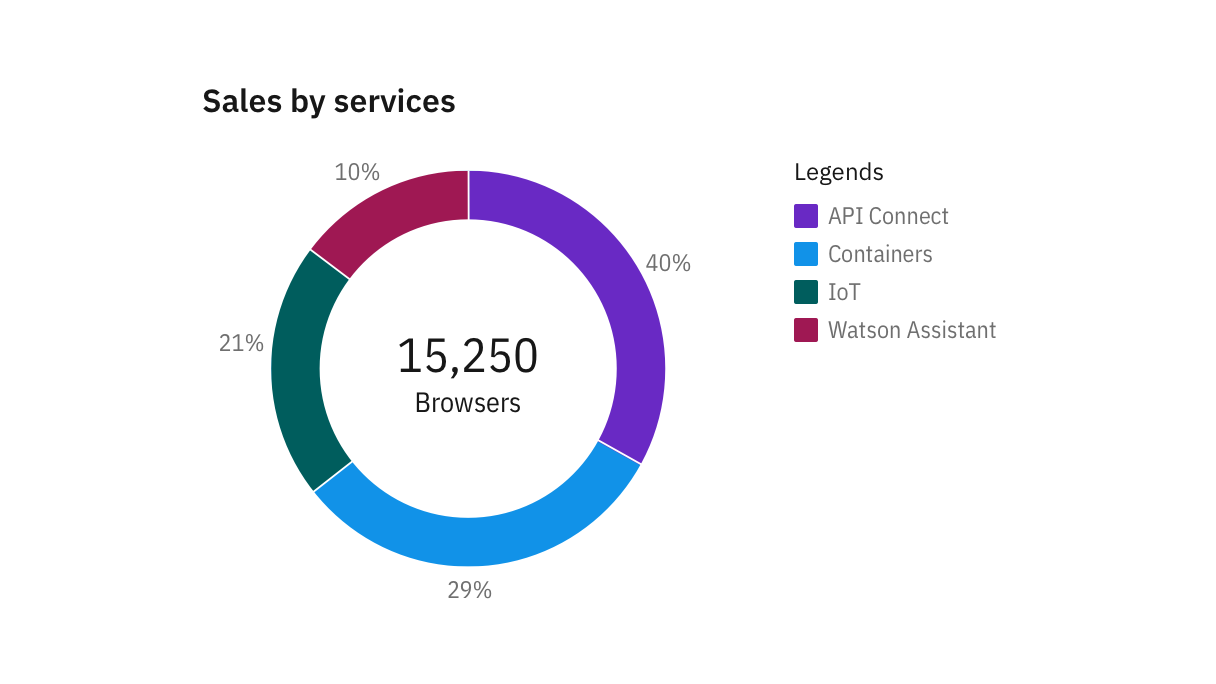 Sales by services
10%
40%
21%
29%
15,250
Browsers
Legends
API Connect
Containers
IoT
Watson Assistant